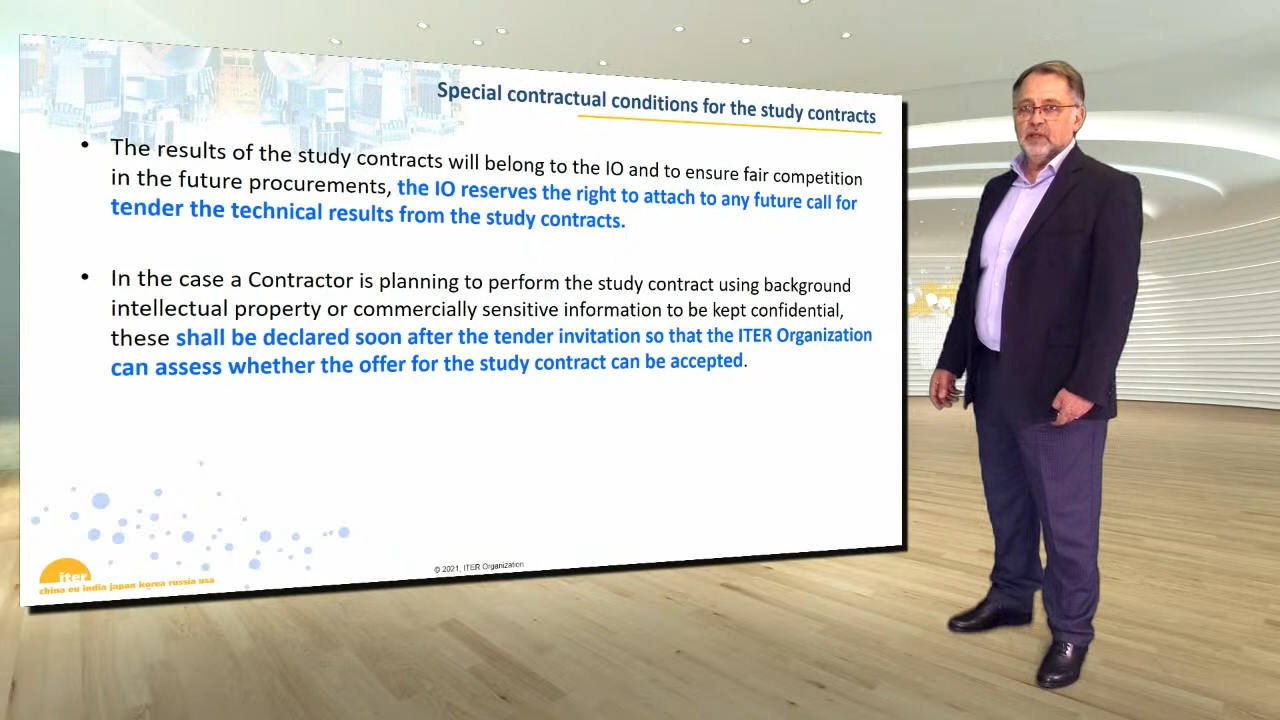 Special contractual conditions for the study contracts
• The results of the study contracts will belong to the IO and to ensure fair competition
in the future procurements, the IO reserves the right to attach to any future call for
tender the technical results from the study contracts.
• In the case a Contractor is planning to perform the study contract using background
intellectual property or commercially sensitive information to be kept confidential,
these shall be declared soon after the tender invitation so that the ITER Organization
can assess whether the offer for the study contract can be accepted.
iter
china eu india japan korea russia usa
© 2021, ITER Organization